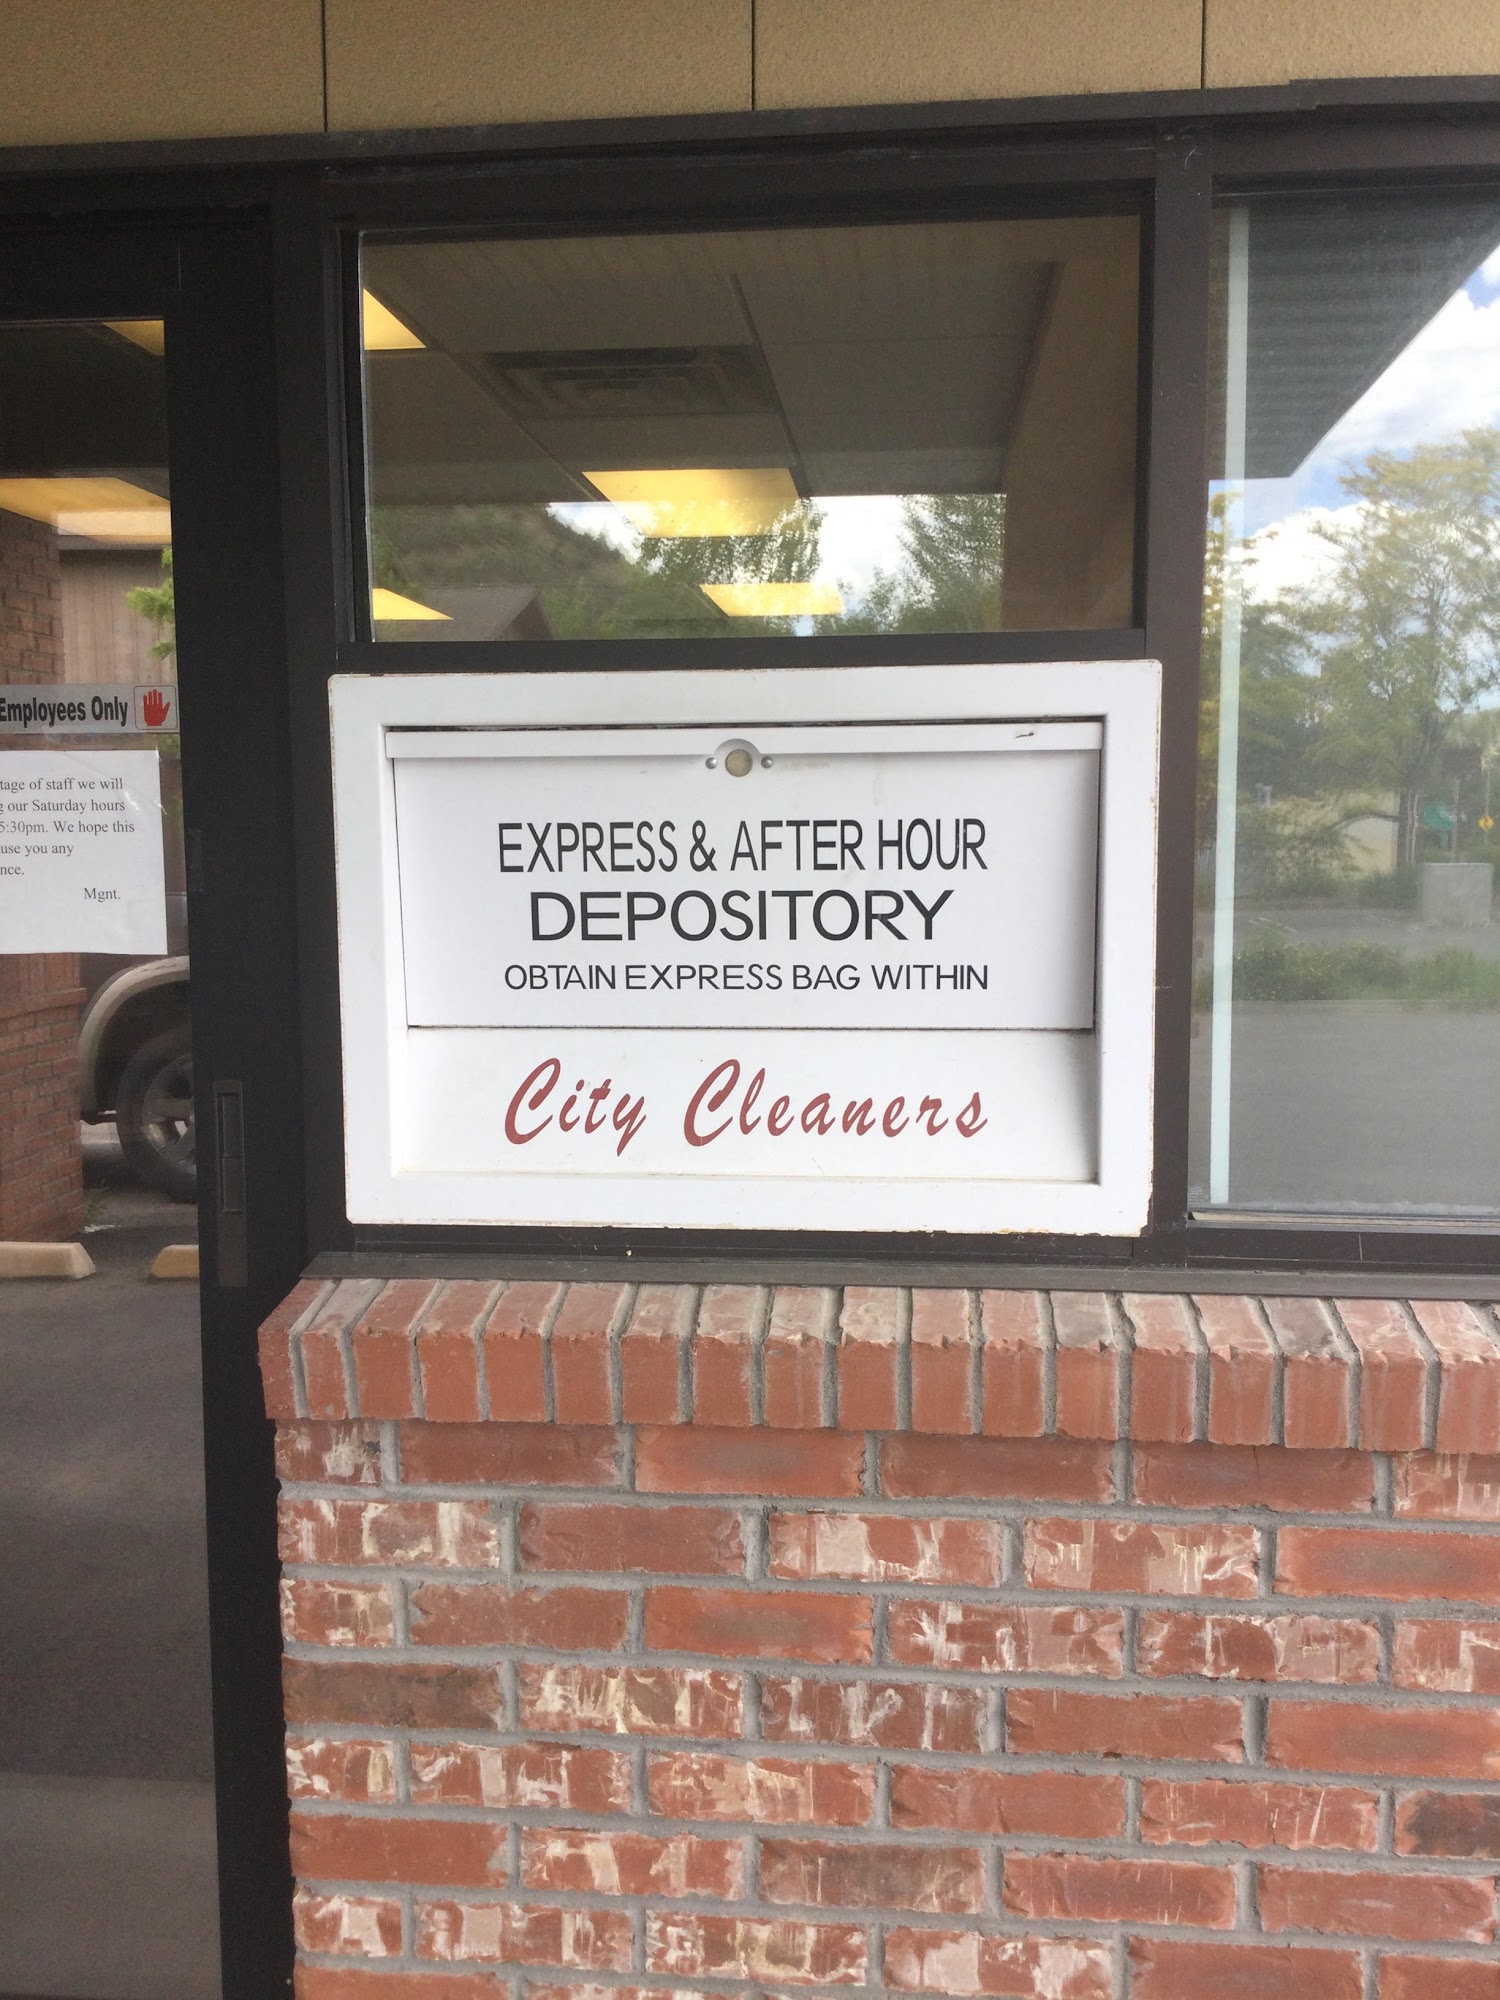 Employees Only
tage of staff we will
our Saturday hours
5:30pm. We hope this
use you any
nce.
Mgnt.
EXPRESS & AFTER HOUR
DEPOSITORY
OBTAIN EXPRESS BAG WITHIN
City Cleaners